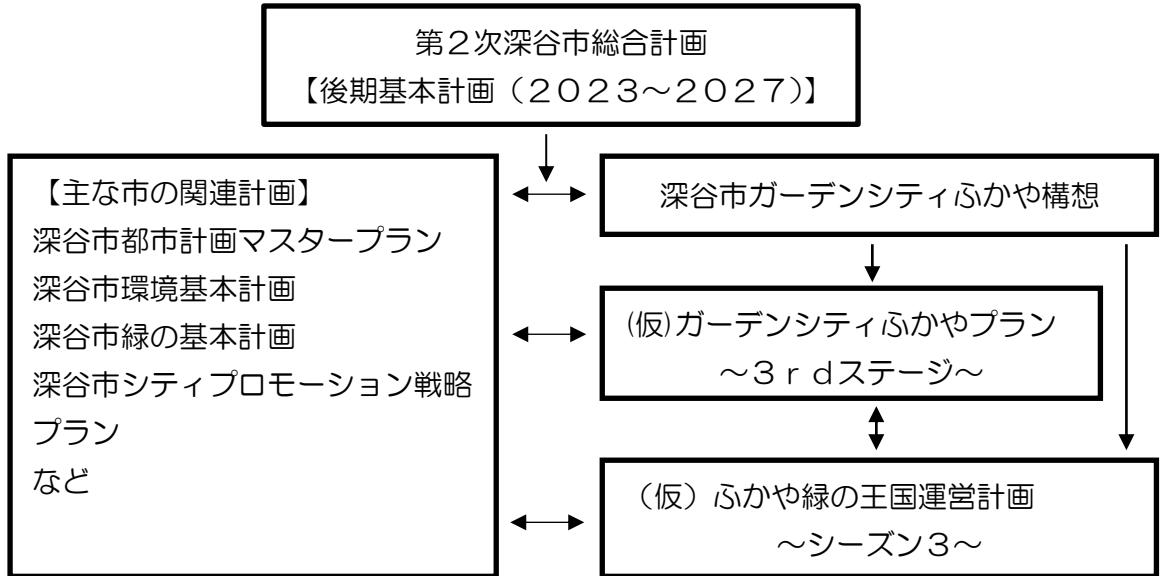 第２次深谷市総合計画
【後期基本計画（２０２３～２０２７）】
【主な市の関連計画】
深谷市都市計画マスタープラン
深谷市環境基本計画
深谷市緑の基本計画
深谷市シティプロモーション戦略
プラン
など
深谷市ガーデンシティふかや構想
(仮)ガーデンシティふかやプラン
～３ｒｄステージ～
（仮）ふかや緑の王国運営計画
～シーズン３～